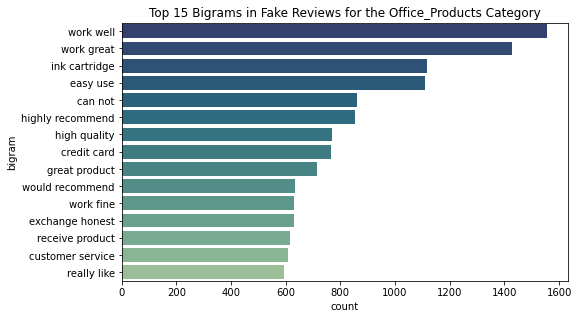 Top 15 Bigrams in Fake Reviews for the Office_Products Category
bigram
work well
work great
ink cartridge
easy use
can not
highly recommend
high quality
credit card
great product
would recommend
work fine
exchange honest
receive product
customer service
really like
0 200 400 600 800 1000 1200 1400 1600
count